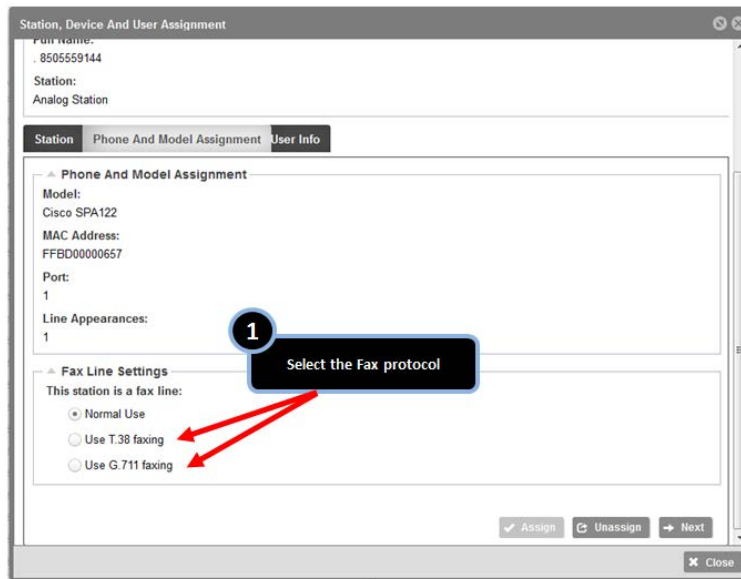 Station, Device And User Assignment
Full Name:
. 8505559144
Station:
Analog Station
Station Phone And Model Assignment User Info
Phone And Model Assignment
Model:
Cisco SPA122
MAC Address:
FFBD00000657
Port:
1
Line Appearances:
1
1
Select the Fax protocol
Fax Line Settings
This station is a fax line:
Normal Use
Use T.38 faxing
Use G.711 faxing
Assign Unassign Next
Close